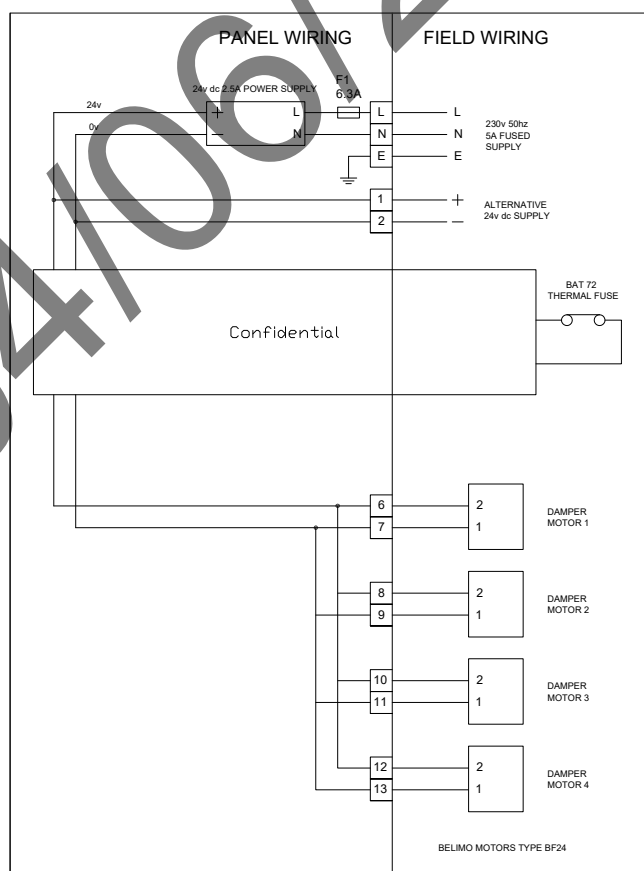 PANEL WIRING
FIELD WIRING
24v dc 2.5A POWER SUPPLY
F1
6.3A
24v
+
L
L
L
0v
−
N
N
N
230v 50hz
5A FUSED
SUPPLY
E
E
1
+
2
−
ALTERNATIVE
24v dc SUPPLY
BAT 72
THERMAL FUSE
Confidential
6
2
7
1
DAMPER
MOTOR 1
8
2
9
1
DAMPER
MOTOR 2
10
2
11
1
DAMPER
MOTOR 3
12
2
13
1
DAMPER
MOTOR 4
BELIMO MOTORS TYPE BF24